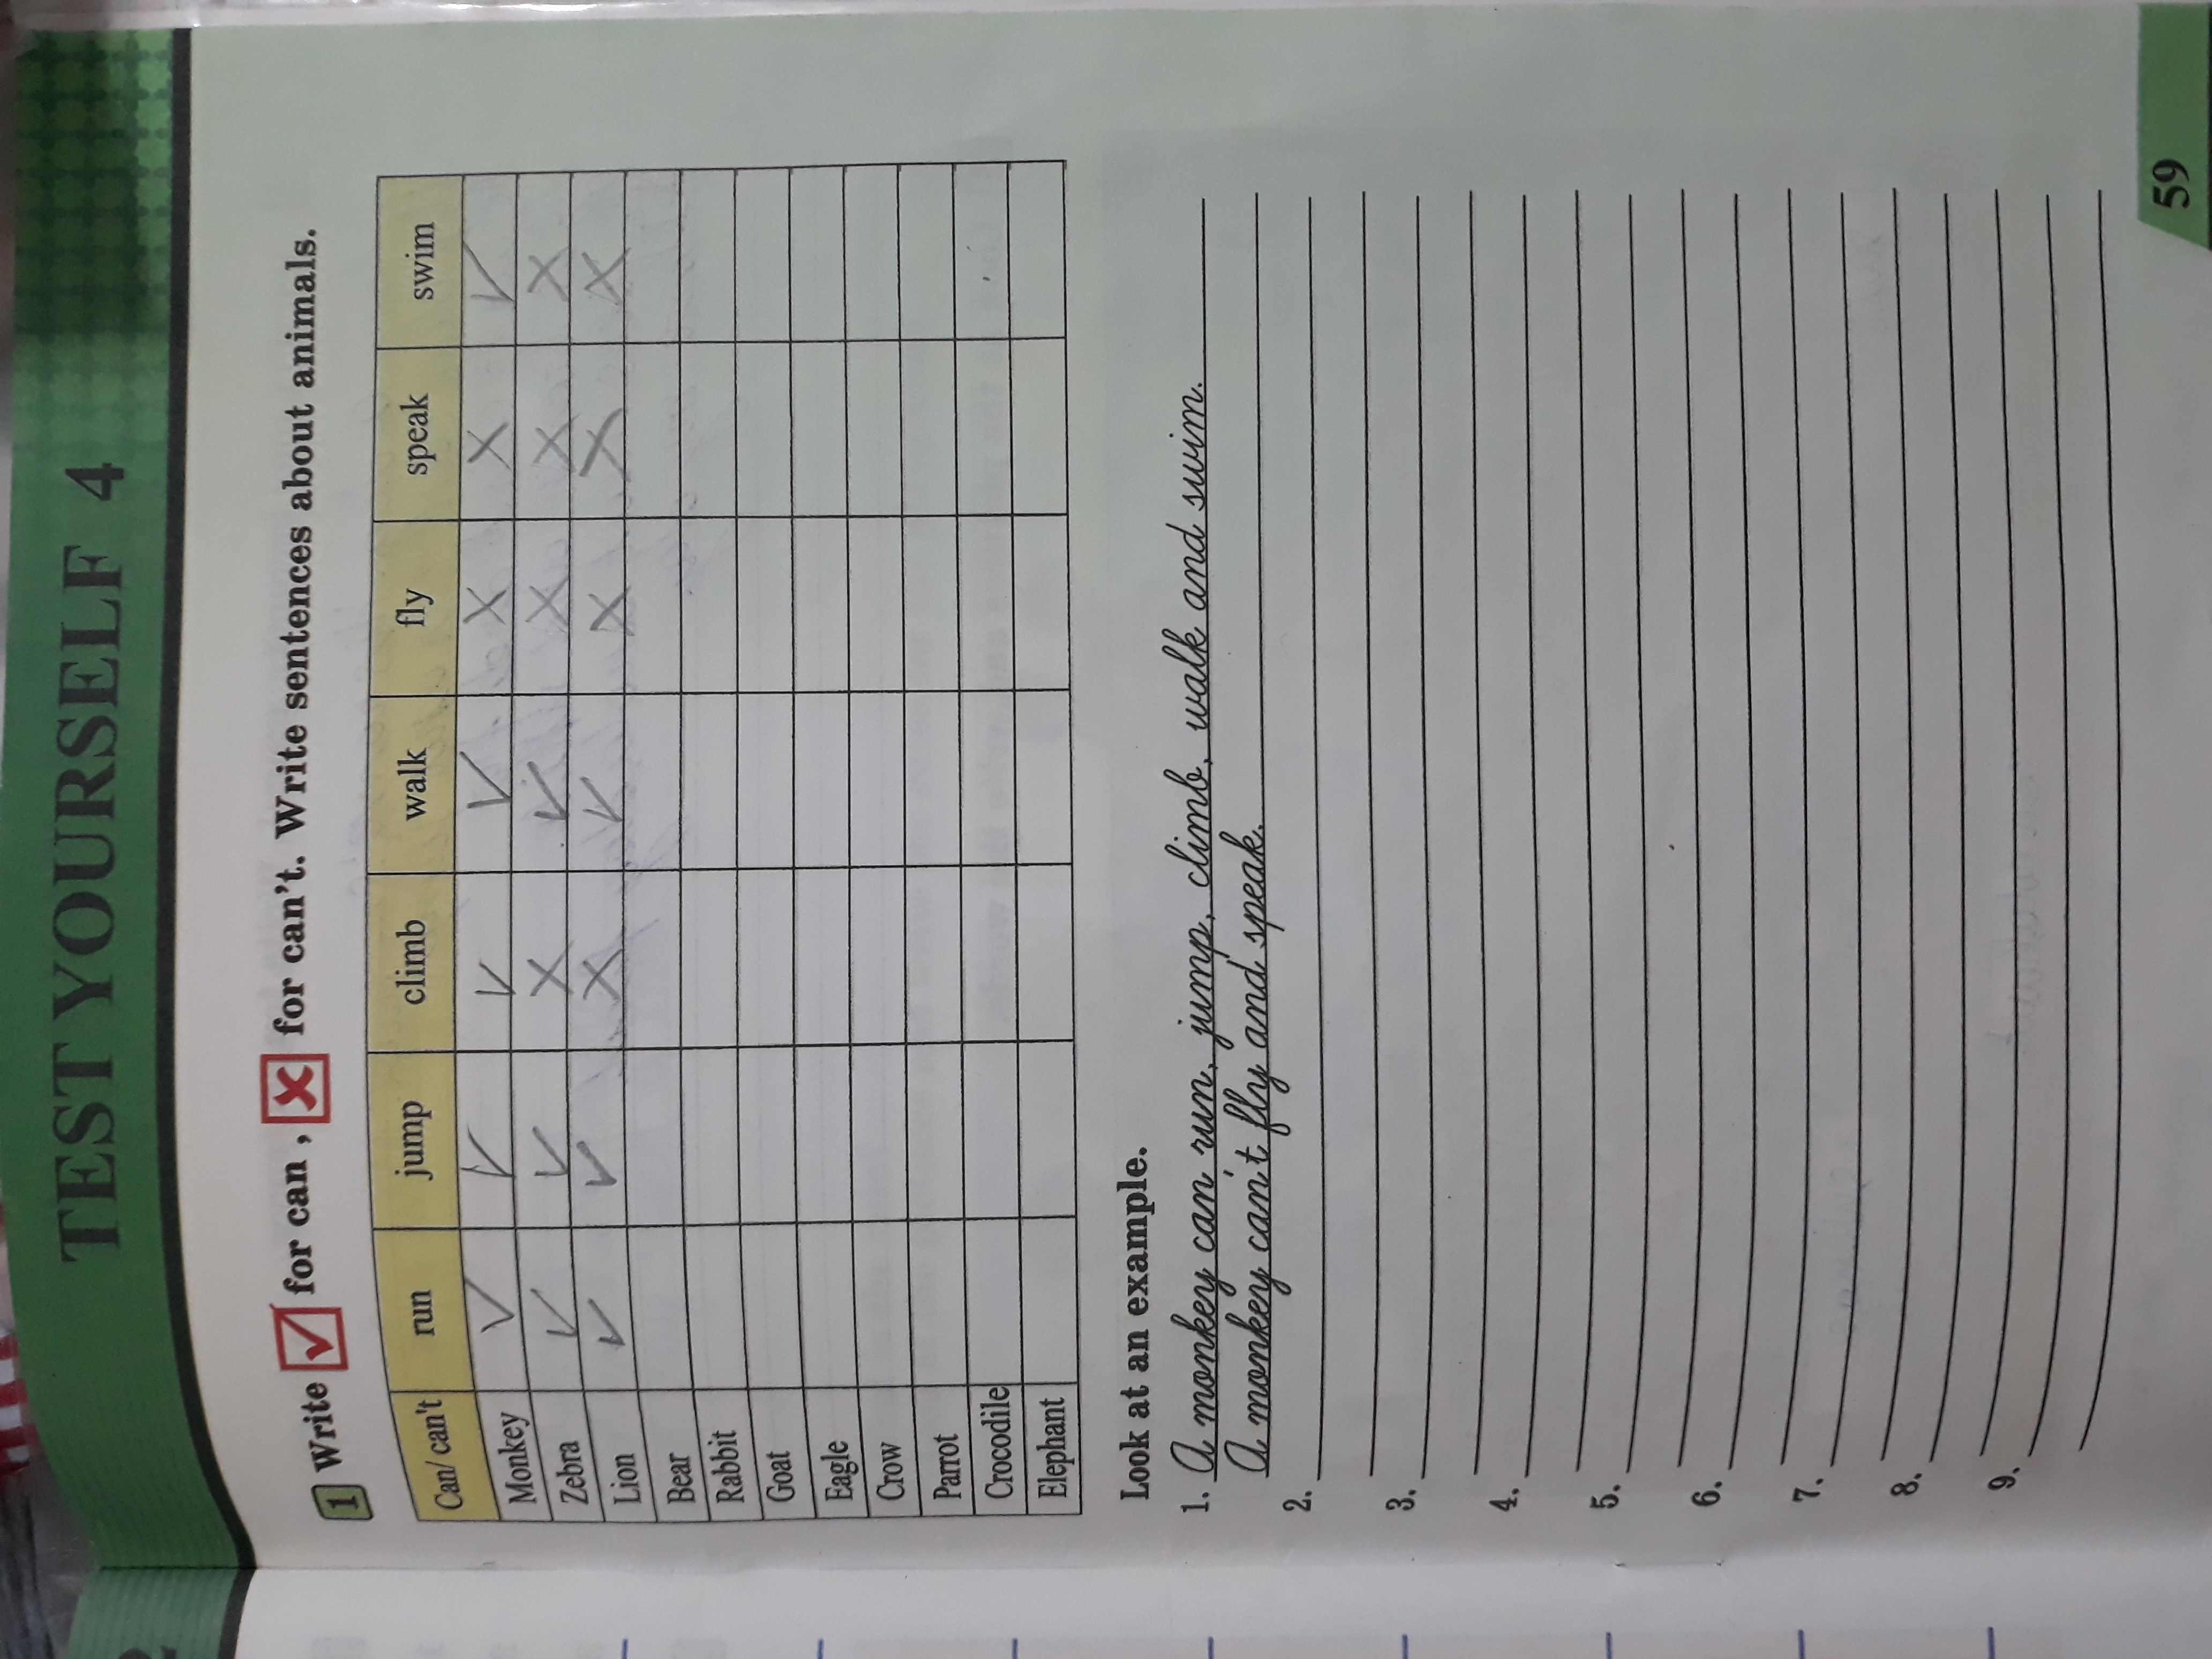 TEST YOURSELF 4
1 Write ✓ for can, ✗ for can't. Write sentences about animals.
Can/ can't run jump climb walk fly speak swim
Monkey ✓ ✓ ✓ ✓ ✗ ✗ ✓
Zebra ✓ ✓ ✗ ✓ ✗ ✗ ✗
Lion ✓ ✓ ✗ ✓ ✗ ✗ ✗
Bear
Rabbit
Goat
Eagle
Crow
Parrot
Crocodile
Elephant
Look at an example.
1. A monkey can run, jump, climb, walk and swim.
A monkey can't fly and speak.
2.
3.
4.
5.
6.
7.
8.
9.
59